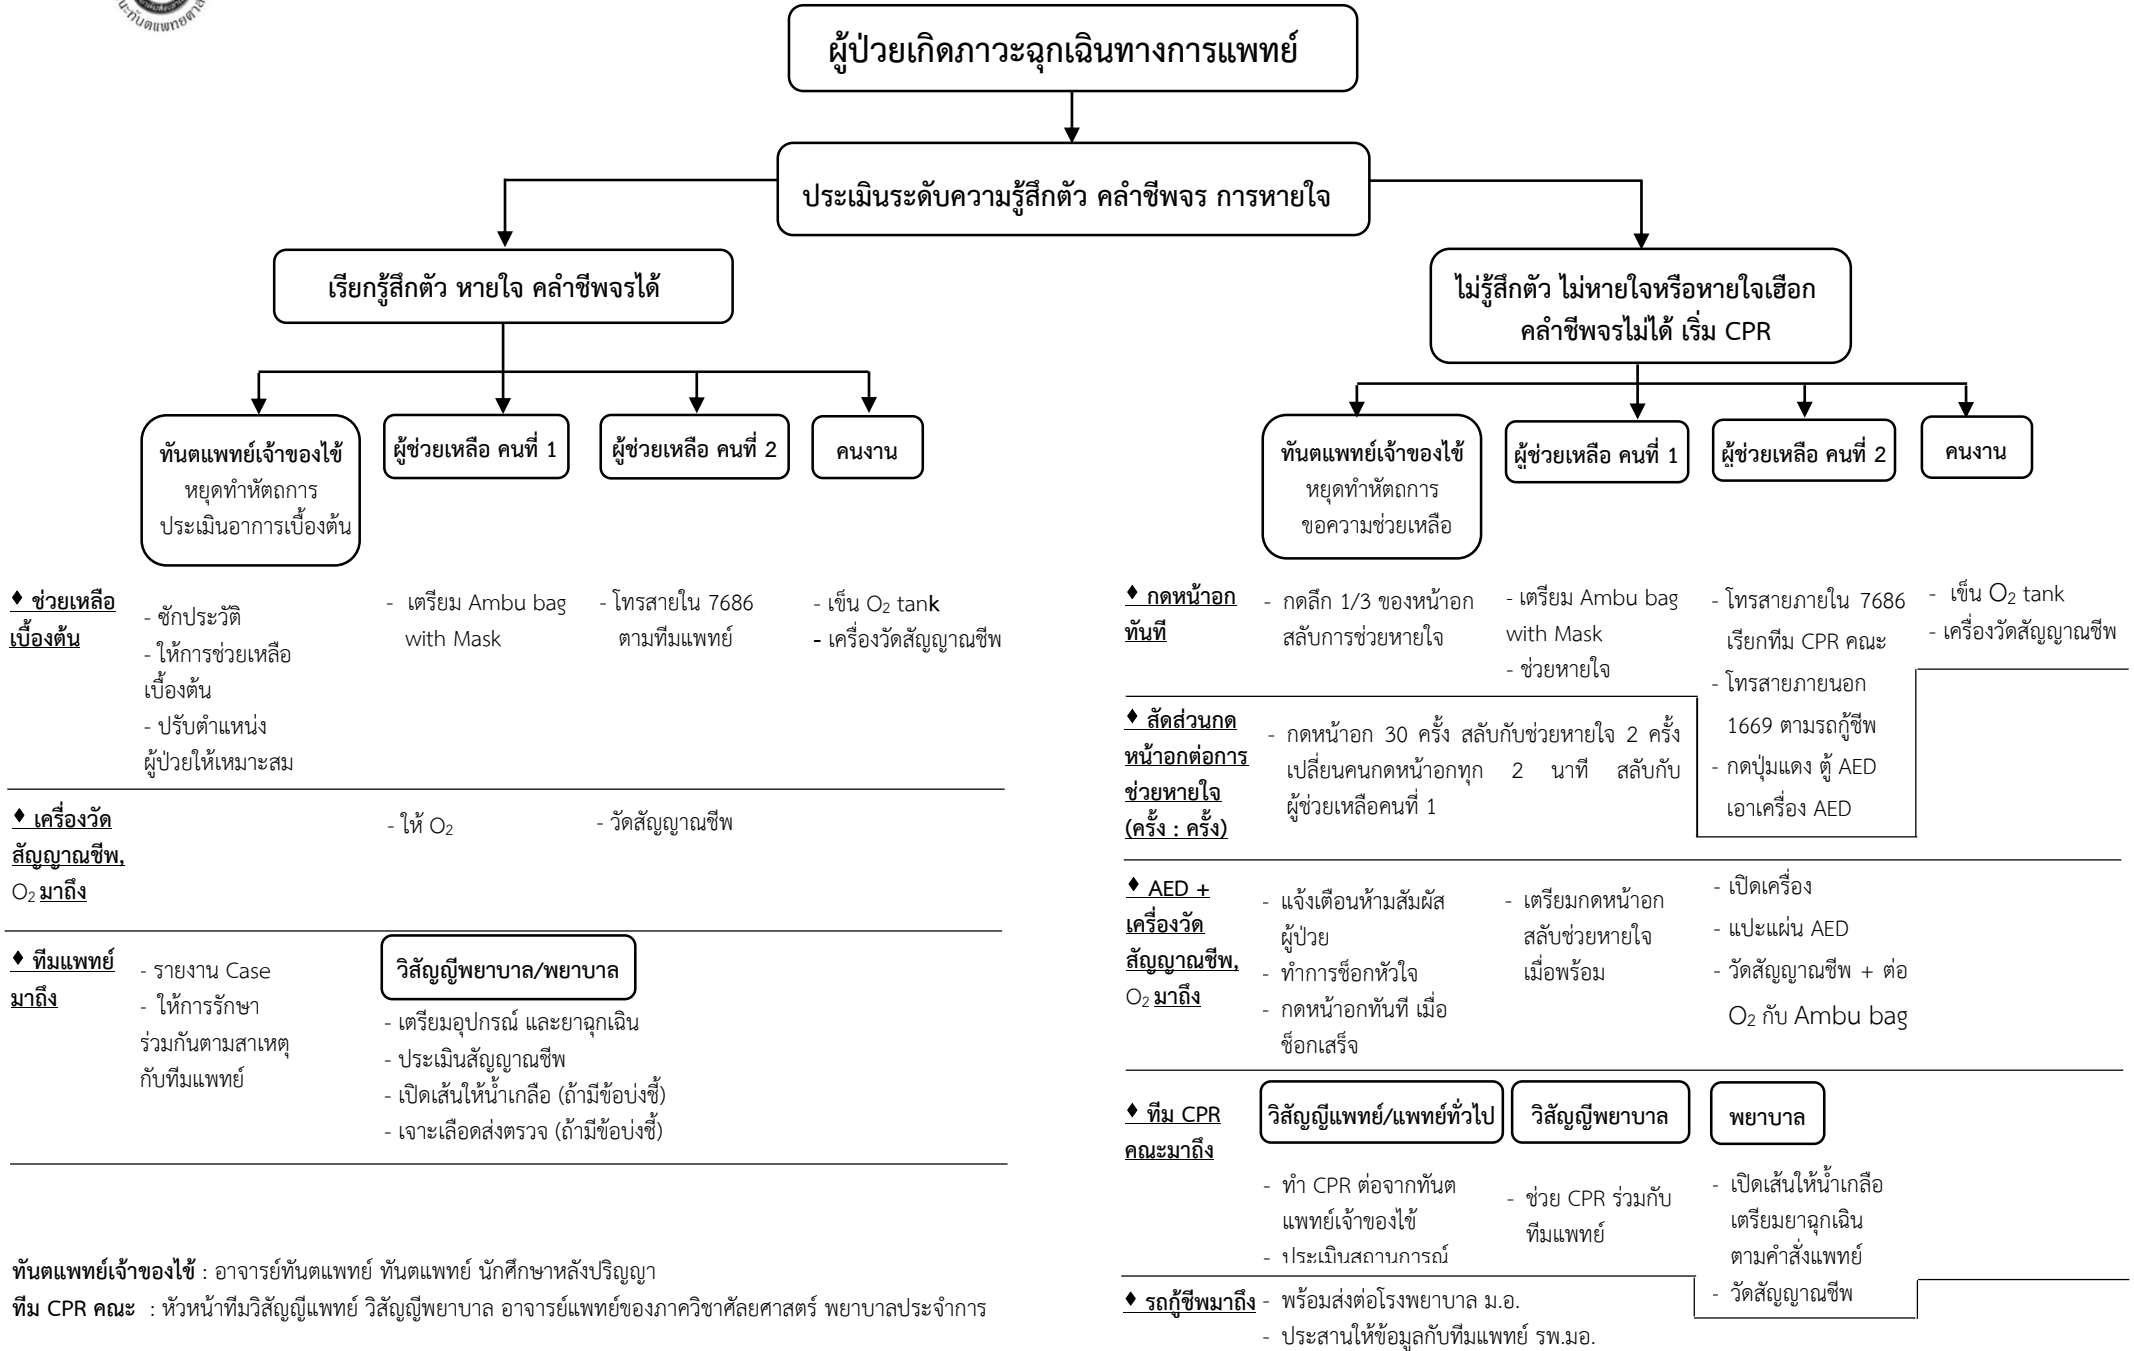 ทันตแพทยศา
ผู้ป่วยเกิดภาวะฉุกเฉินทางการแพทย์
ประเมินระดับความรู้สึกตัว คลำชีพจร การหายใจ
เรียกรู้สึกตัว หายใจ คลำชีพจรได้
ทันตแพทย์เจ้าของไข้
หยุดทำหัตถการ
ประเมินอาการเบื้องต้น
ผู้ช่วยเหลือ คนที่ 1
ผู้ช่วยเหลือ คนที่ 2
คนงาน
♦ ช่วยเหลือ
เบื้องต้น
- ซักประวัติ
- ให้การช่วยเหลือ
เบื้องต้น
- ปรับตำแหน่ง
ผู้ป่วยให้เหมาะสม
- เตรียม Ambu bag
with Mask
- โทรสายใน 7686
ตามทีมแพทย์
- เข็น O₂ tank
- เครื่องวัดสัญญาณชีพ
♦ เครื่องวัด
สัญญาณชีพ,
O₂ มาถึง
- ให้ O₂
- วัดสัญญาณชีพ
♦ ทีมแพทย์
มาถึง
- รายงาน Case
- ให้การรักษา
ร่วมกันตามสาเหตุ
กับทีมแพทย์
วิสัญญีพยาบาล/พยาบาล
- เตรียมอุปกรณ์ และยาฉุกเฉิน
- ประเมินสัญญาณชีพ
- เปิดเส้นให้น้ำเกลือ (ถ้ามีข้อบ่งชี้)
- เจาะเลือดส่งตรวจ (ถ้ามีข้อบ่งชี้)
ไม่รู้สึกตัว ไม่หายใจหรือหายใจเฮือก
คลำชีพจรไม่ได้ เริ่ม CPR
ทันตแพทย์เจ้าของไข้
หยุดทำหัตถการ
ขอความช่วยเหลือ
ผู้ช่วยเหลือ คนที่ 1
ผู้ช่วยเหลือ คนที่ 2
คนงาน
♦ กดหน้าอก
ทันที
- กดลึก 1/3 ของหน้าอก
สลับการช่วยหายใจ
- เตรียม Ambu bag
with Mask
- ช่วยหายใจ
- โทรสายภายใน 7686
เรียกทีม CPR คณะ
- โทรสายภายนอก
1669 ตามรถกู้ชีพ
- กดปุ่มแดง ตู้ AED
เอาเครื่อง AED
- เข็น O₂ tank
- เครื่องวัดสัญญาณชีพ
♦ สัดส่วนกด
หน้าอกต่อการ
ช่วยหายใจ
(ครั้ง : ครั้ง)
- กดหน้าอก 30 ครั้ง สลับกับช่วยหายใจ 2 ครั้ง
เปลี่ยนคนกดหน้าอกทุก 2 นาที สลับกับ
ผู้ช่วยเหลือคนที่ 1
♦ AED +
เครื่องวัด
สัญญาณชีพ,
O₂ มาถึง
- แจ้งเตือนห้ามสัมผัส
ผู้ป่วย
- ทำการช็อกหัวใจ
- กดหน้าอกทันที เมื่อ
ช็อกเสร็จ
- เตรียมกดหน้าอก
สลับช่วยหายใจ
เมื่อพร้อม
- เปิดเครื่อง
- แปะแผ่น AED
- วัดสัญญาณชีพ + ต่อ
O₂ กับ Ambu bag
♦ ทีม CPR
คณะมาถึง
วิสัญญีแพทย์/แพทย์ทั่วไป
วิสัญญีพยาบาล
พยาบาล
- ทำ CPR ต่อจากทันต
แพทย์เจ้าของไข้
- ประเมินสถานการณ์
- ช่วย CPR ร่วมกับ
ทีมแพทย์
- เปิดเส้นให้น้ำเกลือ
เตรียมยาฉุกเฉิน
ตามคำสั่งแพทย์
- วัดสัญญาณชีพ
♦ รถกู้ชีพมาถึง
- พร้อมส่งต่อโรงพยาบาล ม.อ.
- ประสานให้ข้อมูลกับทีมแพทย์ รพ.มอ.
ทันตแพทย์เจ้าของไข้ : อาจารย์ทันตแพทย์ ทันตแพทย์ นักศึกษาหลังปริญญา
ทีม CPR คณะ : หัวหน้าทีมวิสัญญีแพทย์ วิสัญญีพยาบาล อาจารย์แพทย์ของภาควิชาศัลยศาสตร์ พยาบาลประจำการ